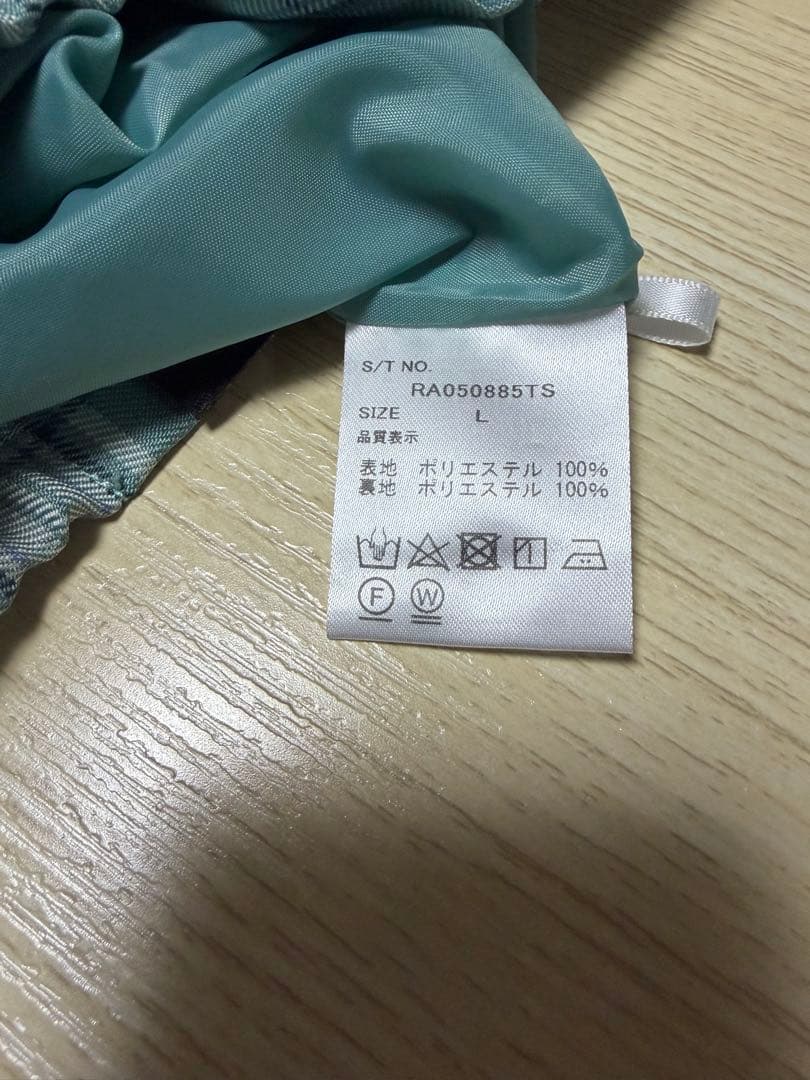 S/T NO.
RA050885TS
SIZE L
品質表示
表地 ポリエステル 100%
裏地 ポリエステル 100%
F W